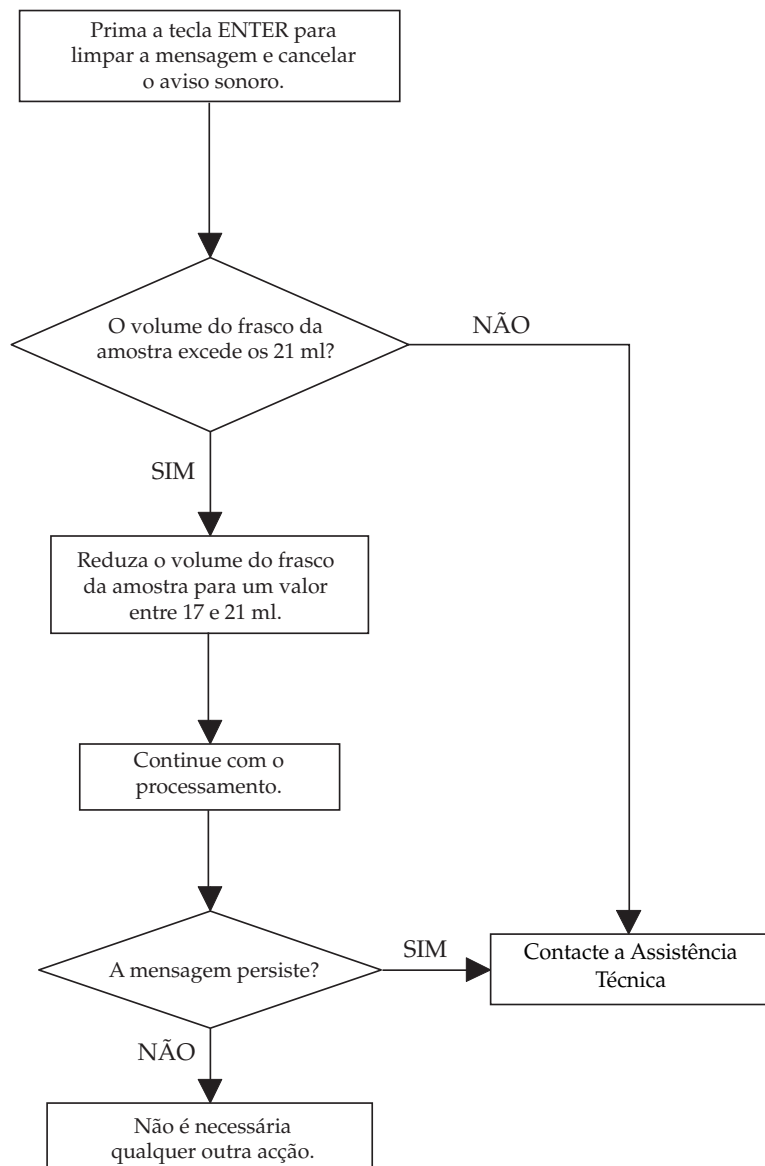 Prima a tecla ENTER para
limpar a mensagem e cancelar
o aviso sonoro.
O volume do frasco da
amostra excede os 21 ml?
NÃO
SIM
Reduza o volume do frasco
da amostra para um valor
entre 17 e 21 ml.
Continue com o
processamento.
A mensagem persiste?
SIM
Contacte a Assistência
Técnica
NÃO
Não é necessária
qualquer outra acção.